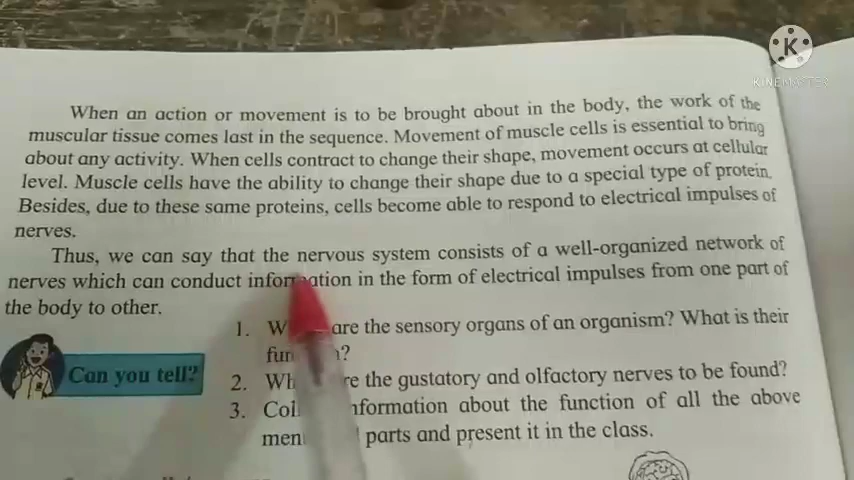 K
KINEMASTER
When an action or movement is to be brought about in the body, the work of the
muscular tissue comes last in the sequence. Movement of muscle cells is essential to bring
about any activity. When cells contract to change their shape, movement occurs at cellular
level. Muscle cells have the ability to change their shape due to a special type of protein.
Besides, due to these same proteins, cells become able to respond to electrical impulses of
nerves.
Thus, we can say that the nervous system consists of a well-organized network of
nerves which can conduct information in the form of electrical impulses from one part of
the body to other.
Can you tell?
1. are the sensory organs of an organism? What is their
2. the gustatory and olfactory nerves to be found?
3. information about the function of all the above
parts and present it in the class.